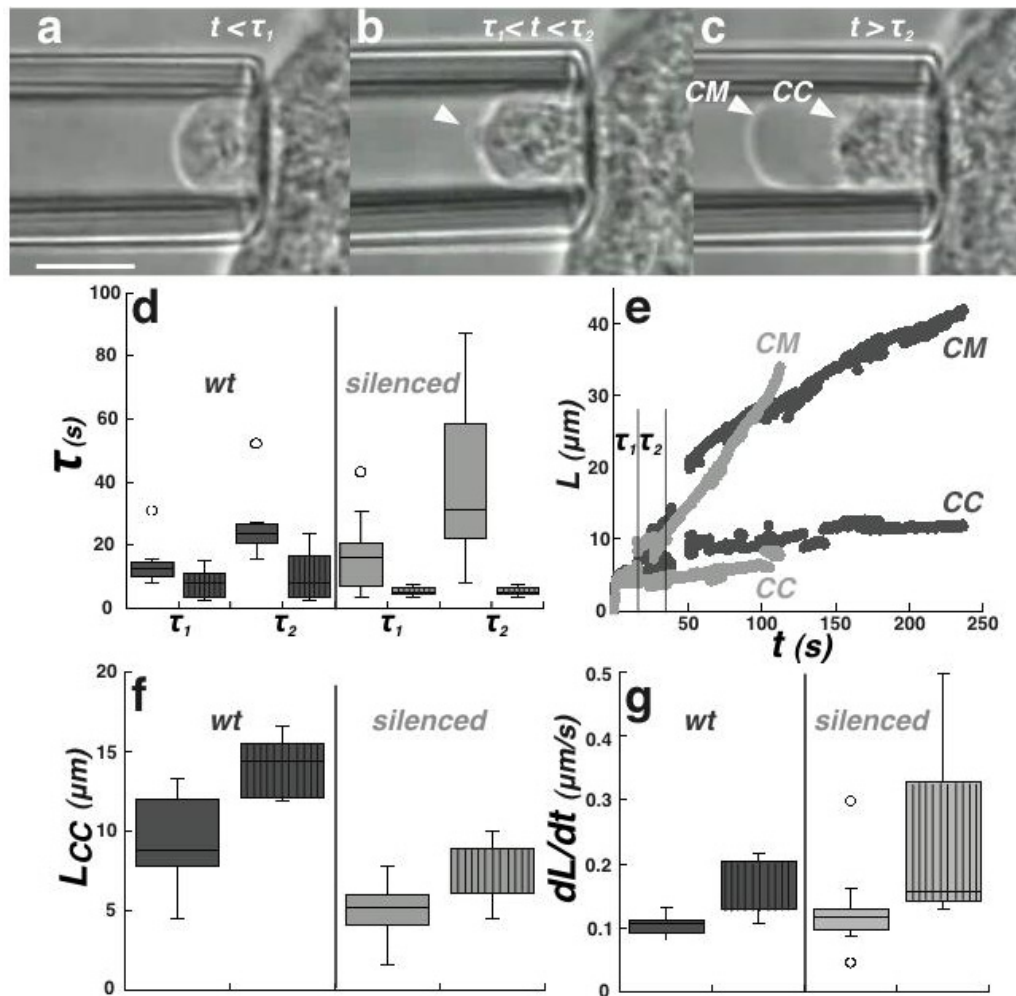 a t < τ1
b τ1< t < τ2
c t > τ2
CM CC
d
100
80
60
40
20
0
τ(s)
wt silenced
τ1 τ2 τ1 τ2
e
40
30
20
10
0
L (μm)
CM CM
τ1 τ2
CC
CC
50 100 150 200 250
t (s)
f
20
15
10
5
0
LCC (μm)
wt silenced
g
0.5
0.4
0.3
0.2
0.1
0
dL/dt (μm/s)
wt silenced